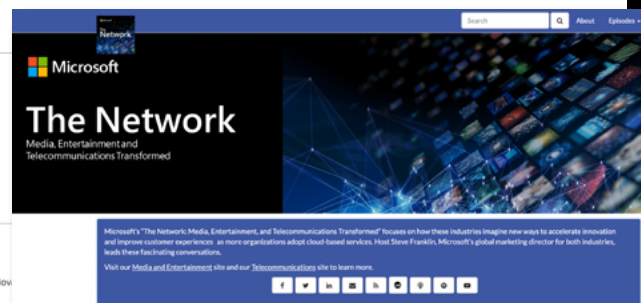 Search
About
Episodes
Network
Microsoft
The Network
Media, Entertainment and
Telecommunications Transformed
Microsoft's "The Network: Media, Entertainment, and Telecommunications Transformed" focuses on how these industries imagine new ways to accelerate innovation
and improve customer experiences as more organizations adopt cloud-based services. Host Steve Franklin, Microsoft's global marketing director for both industries,
leads these fascinating conversations.
Visit our Media and Entertainment site and our Telecommunications site to learn more.